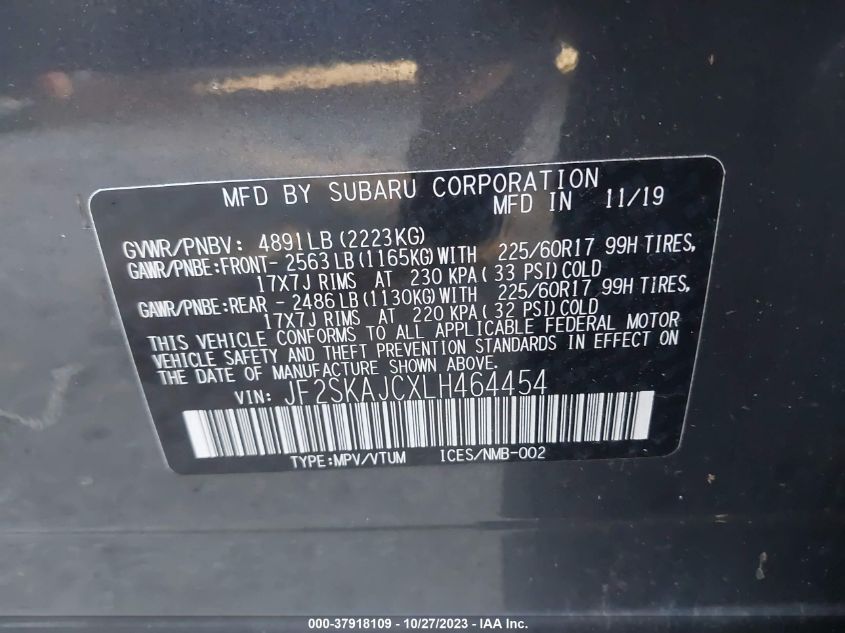 MFD BY SUBARU CORPORATION
MFD IN 11/19
GVWR/PNBV: 4891LB (2223KG)
GAWR/PNBE:FRONT- 2563 LB (1165KG) WITH 225/60R17 99H TIRES,
17X7J RIMS AT 230 KPA ( 33 PSI) COLD
GAWR/PNBE:REAR - 2486 LB (1130KG) WITH 225/60R17 99H TIRES,
17X7J RIMS AT 220 KPA ( 32 PSI) COLD
THIS VEHICLE CONFORMS TO ALL APPLICABLE FEDERAL MOTOR
VEHICLE SAFETY AND THEFT PREVENTION STANDARDS IN EFFECT ON
THE DATE OF MANUFACTURE SHOWN ABOVE.
VIN: JF2SKAJCXLH464454
TYPE:MPV/VTUM ICES/NMB-002
000-37918109 - 10/27/2023 - IAA Inc.